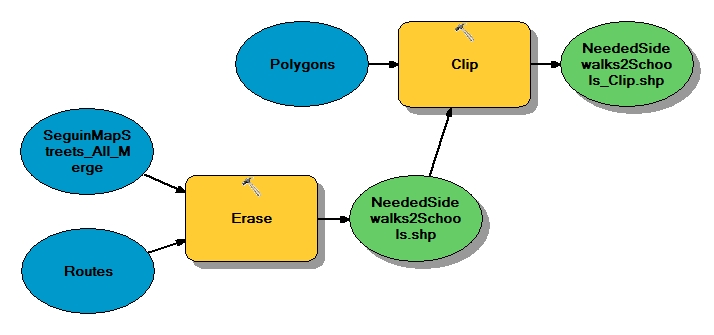 Polygons
Clip
NeededSide
walks2Schoo
ls_Clip.shp
SeguinMapS
treets_All_M
erge
Erase
NeededSide
walks2Schoo
ls.shp
Routes